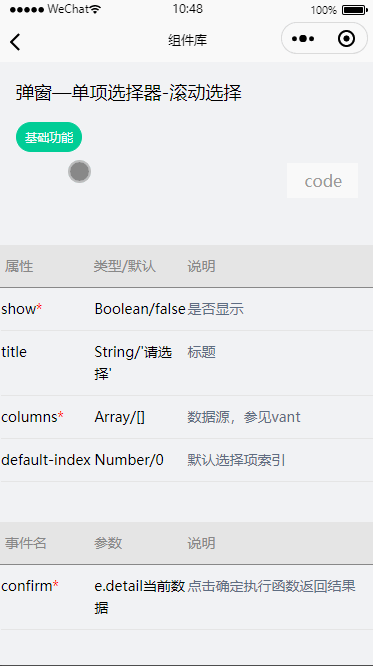 ●●●●● WeChat 10:48 100%
组件库
弹窗—单项选择器-滚动选择
基础功能
code
属性 类型/默认 说明
show* Boolean/false 是否显示
title String/'请选 标题
择'
columns* Array/[] 数据源，参见vant
default-index Number/0 默认选择项索引
事件名 参数 说明
confirm* e.detail当前数 点击确定执行函数返回结果
据